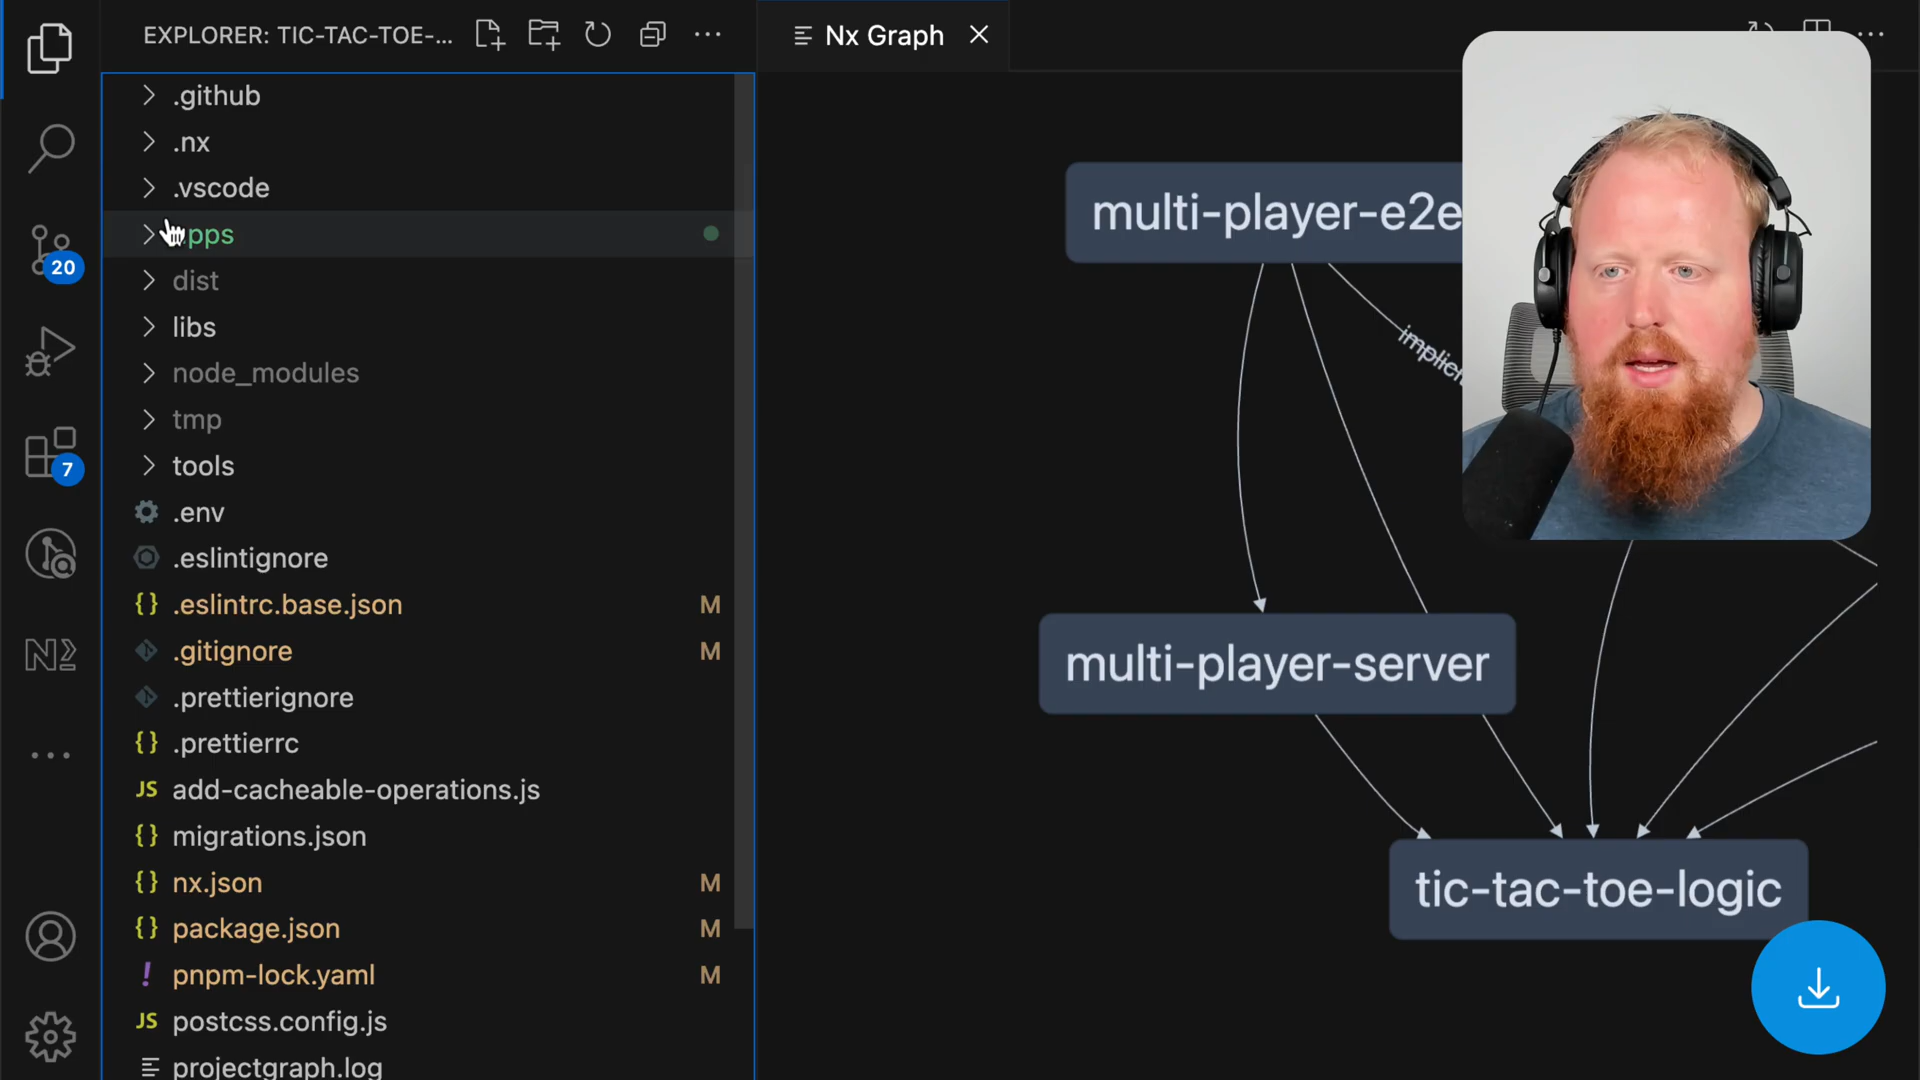 EXPLORER: TIC-TAC-TOE-...
Nx Graph
.github
.nx
.vscode
dist
libs
node_modules
tmp
tools
.env
.eslintignore
{} .eslintrc.base.json M
.gitignore M
.prettierignore
{} .prettierrc
JS add-cacheable-operations.js
{} migrations.json
{} nx.json M
{} package.json M
! pnpm-lock.yaml M
JS postcss.config.js
projectgraph.log
20
7
multi-player-e2e
multi-player-server
tic-tac-toe-logic